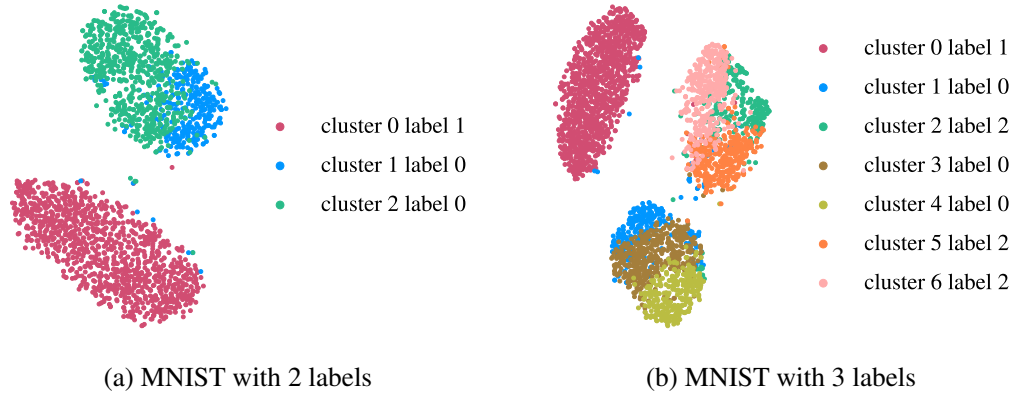 cluster 0 label 1
cluster 1 label 0
cluster 2 label 0
(a) MNIST with 2 labels
cluster 0 label 1
cluster 1 label 0
cluster 2 label 2
cluster 3 label 0
cluster 4 label 0
cluster 5 label 2
cluster 6 label 2
(b) MNIST with 3 labels